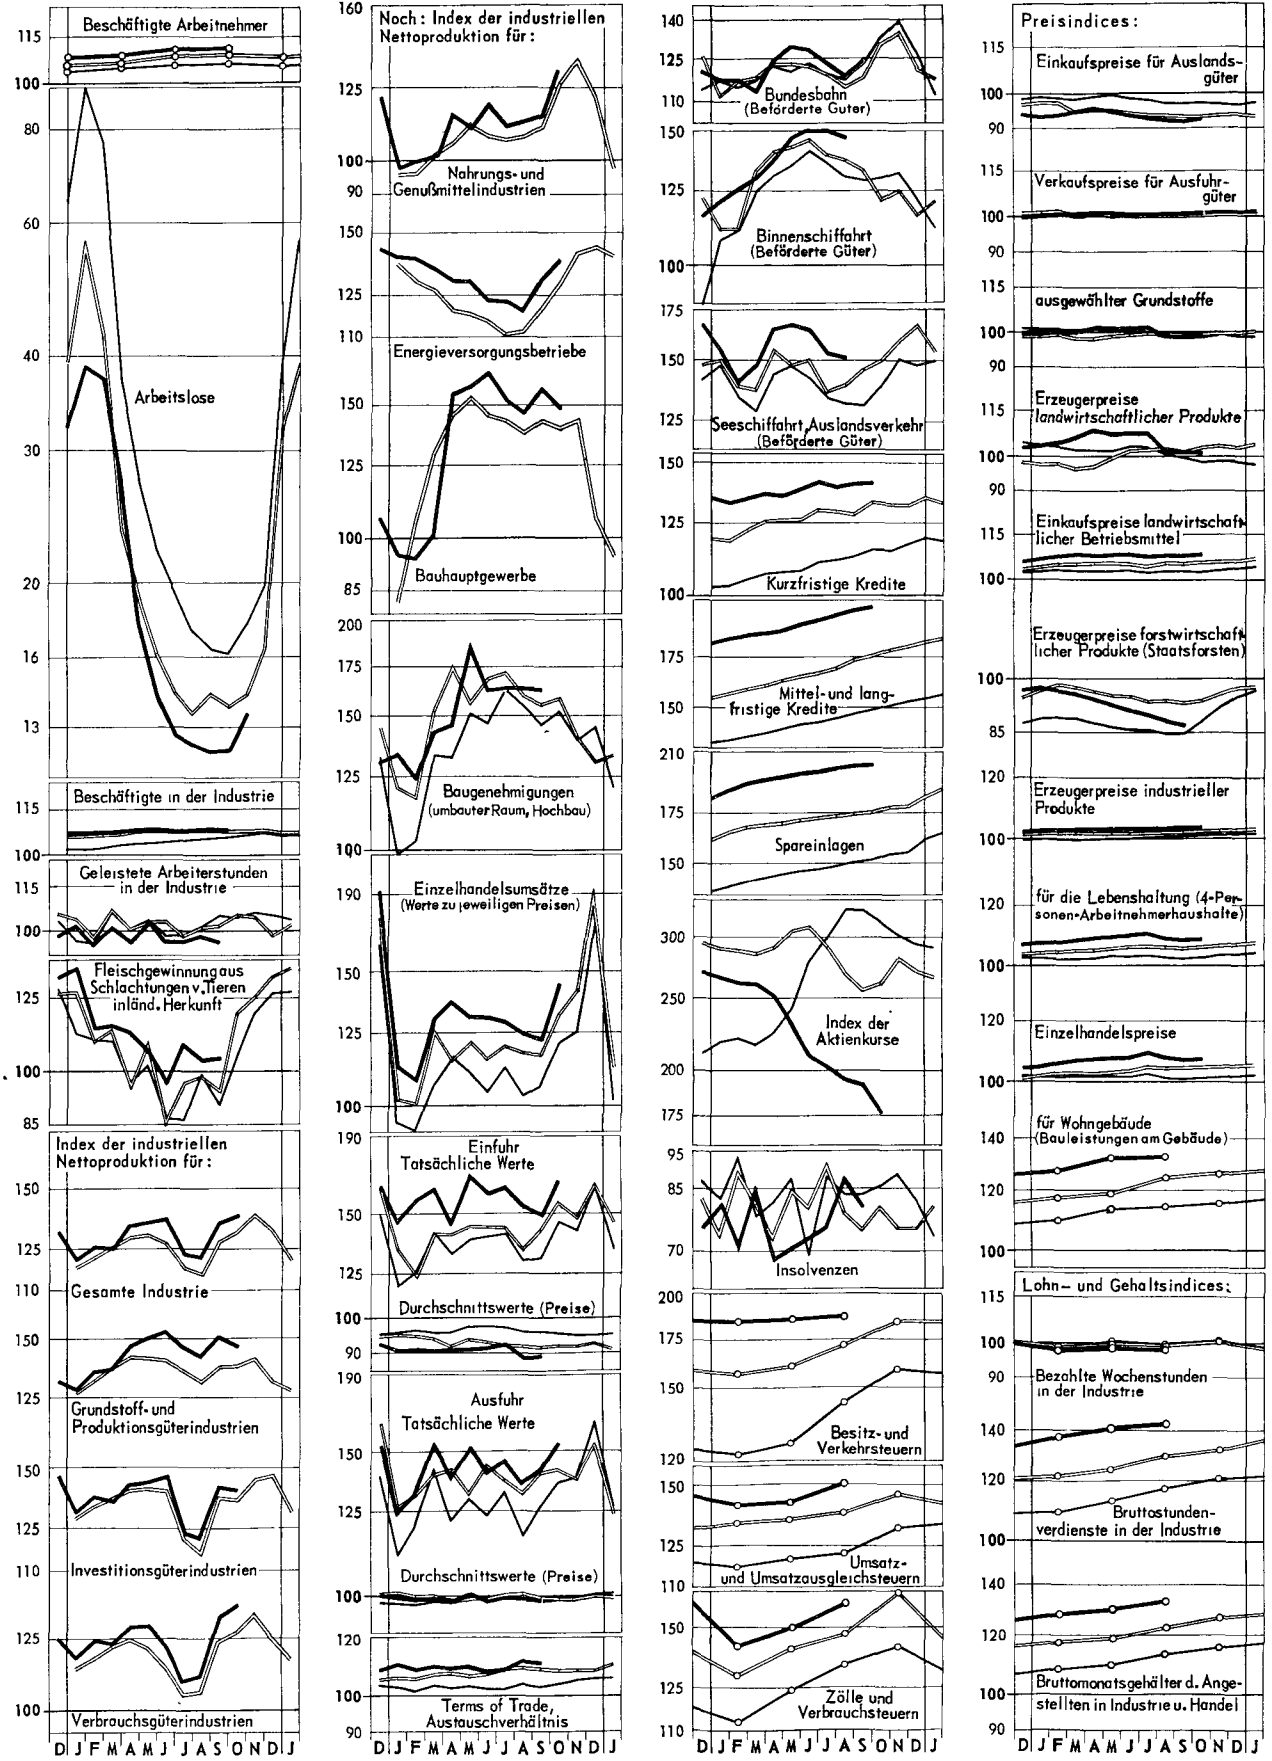 Beschäftigte Arbeitnehmer
115
100
80
60
40
30
20
16
13
Arbeitslose
Beschäftigte in der Industrie
115
100
Geleistete Arbeiterstunden
in der Industrie
115
100
Fleischgewinnung aus
Schlachtungen v. Tieren
inländ. Herkunft
125
100
85
Index der industriellen
Nettoproduktion für:
150
125
110
Gesamte Industrie
150
125
Grundstoff- und
Produktionsgüterindustrien
150
125
110
Investitionsgüterindustrien
125
100
Verbrauchsgüterindustrien
D J F M A M J J A S O N D J
160
Noch: Index der industriellen
Nettoproduktion für:
125
100
90
Nahrungs- und
Genußmittelindustrien
150
125
110
Energieversorgungsbetriebe
150
125
100
85
Bauhauptgewerbe
200
175
150
125
100
Baugenehmigungen
(umbauter Raum, Hochbau)
190
150
125
100
Einzelhandelsumsätze
(Werte zu jeweiligen Preisen)
190
150
125
Einfuhr
Tatsächliche Werte
Durchschnittswerte (Preise)
100
90
190
150
125
Ausfuhr
Tatsächliche Werte
Durchschnittswerte (Preise)
100
120
100
90
Terms of Trade,
Austauschverhältnis
D J F M A M J J A S O N D J
140
125
110
Bundesbahn
(Beförderte Güter)
150
125
100
Binnenschiffahrt
(Beförderte Güter)
175
150
125
Seeschiffahrt, Auslandsverkehr
(Beförderte Güter)
150
125
100
Kurzfristige Kredite
175
150
Mittel- und lang-
fristige Kredite
210
175
150
Spareinlagen
300
250
200
175
Index der
Aktienkurse
95
85
70
Insolvenzen
200
175
150
120
Besitz- und
Verkehrsteuern
150
125
110
Umsatz-
und Umsatzausgleichsteuern
150
125
110
Zölle und
Verbrauchsteuern
D J F M A M J J A S O N D J
Preisindices:
115
100
90
Einkaufspreise für Auslands-
güter
115
100
90
Verkaufspreise für Ausfuhr-
güter
115
100
90
ausgewählter Grundstoffe
115
100
90
Erzeugerpreise
landwirtschaftlicher Produkte
115
100
Einkaufspreise landwirtschaft-
licher Betriebsmittel
100
85
Erzeugerpreise forstwirtschaft-
licher Produkte (Staatsforsten)
120
100
Erzeugerpreise industrieller
Produkte
120
100
für die Lebenshaltung (4-Per-
sonen-Arbeitnehmerhaushalte)
120
100
Einzelhandelspreise
140
120
100
für Wohngebäude
(Bauleistungen am Gebäude)
Lohn- und Gehaltsindices:
115
100
90
Bezahlte Wochenstunden
in der Industrie
140
120
100
Bruttostunden-
verdienste in der Industrie
140
120
100
90
Bruttomonatsgehälter d. Ange-
stellten in Industrie u. Handel
D J F M A M J J A S O N D J